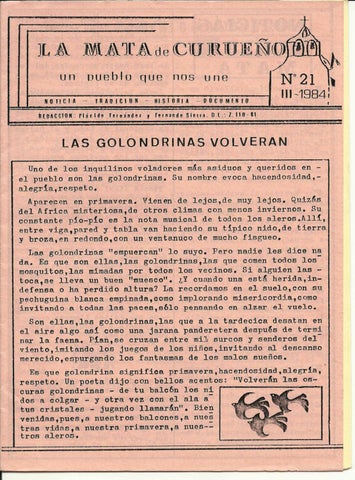 LA MATA de CURUEÑO
un pueblo que nos une
Nº 21
III-1984
NOTICIA - TRADICION - HISTORIA - DOCUMENTO
REDACCION: Plácido Fernández y Fernando Sierra. D.L.: Z.110-81
LAS GOLONDRINAS VOLVERAN
Uno de los inquilinos voladores más asiduos y queridos en -
el pueblo son las golondrinas. Su nombre evoca hacendosidad,-
alegría,respeto.
Aparecen en primavera. Vienen de lejos,de muy lejos. Quizás
del Africa misteriosa,de otros climas con menos inviernos. Su
constante pío-pío es la nota musical de todos los aleros.Allí,
entre viga,pared y tabla van haciendo su típico nido,de tierra
y broza,en redondo,con un ventanuco de mucho fisgueo.
Las golondrinas "empuercan" lo suyo, Pero nadie les dice na
da. Es que son ellas,las golondrinas,las que comen todos los
mosquitos,las mimadas por todos los vecinos. Si alguien las -
toca,se lleva un buen "mueco". ¿Y cuando una está herida,in-
defensa o ha perdido altura? La recordamos en el suelo,con su
pechuguina blanca empinada,como implorando misericordia,como
invitando a todas las paces,sólo pensando en alzar el vuelo.
Son ellas,las golondrinas,las que a la tardecica desatan en
el aire algo así como una jarana panderetera después de termi
nar la faena. Pían,se cruzan entre mil surcos y senderos del
viento,imitando los juegos de los niños,invitando al descanso
merecido,espurgando los fantasmas de los malos sueños.
Es que golondrina significa primavera,hacendosidad,alegría,
respeto. Un poeta dijo con bellos acentos: "Volverán las os-
curas golondrinas - de tu balcón los ni
dos a colgar - y otra vez con el ala a
tus cristales - jugando llamarán". Bien
venidas,pues,a nuestros balcones,a nues
tras vidas,a nuestra primavera,a nues--
tros aleros.